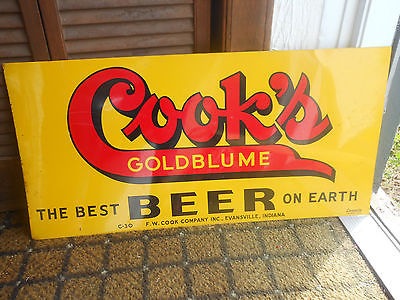 Cook's
GOLDBLUME
THE BEST BEER ON EARTH
C-30 F.W. COOK COMPANY INC., EVANSVILLE, INDIANA